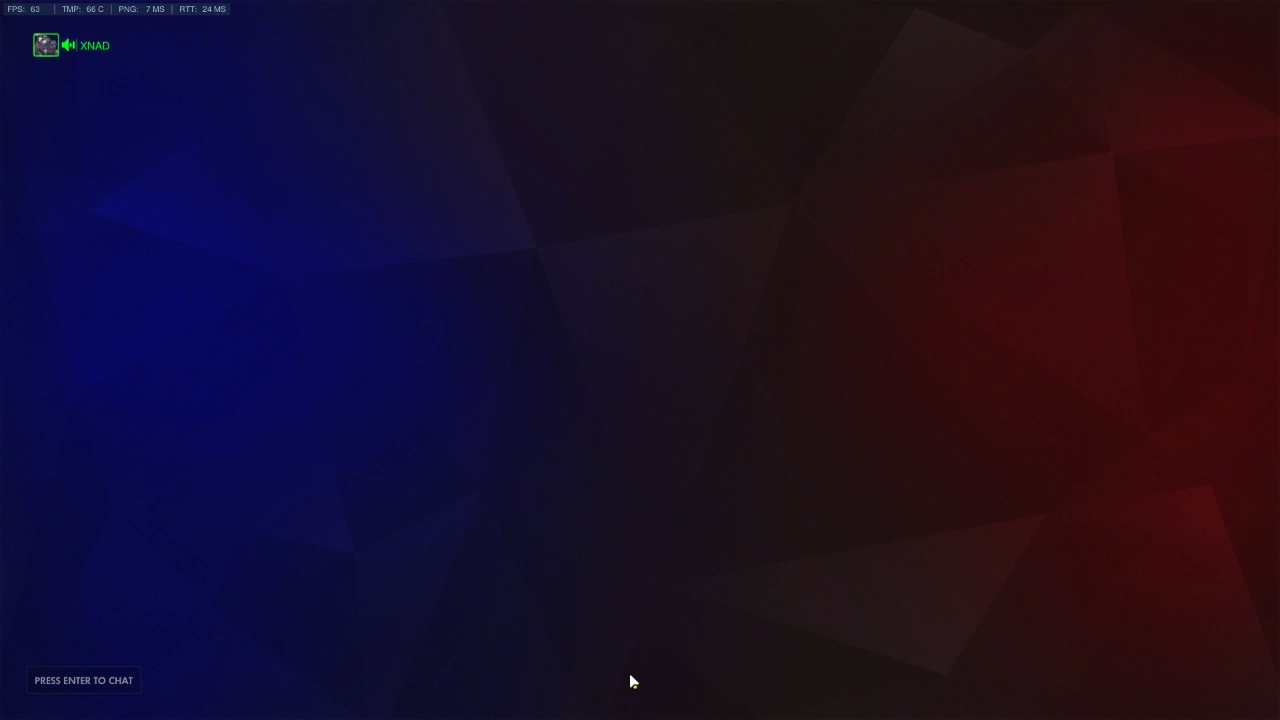 FPS: 63 | TMP: 66 C | PNG: 7 MS | RTT: 24 MS
XNAD
PRESS ENTER TO CHAT